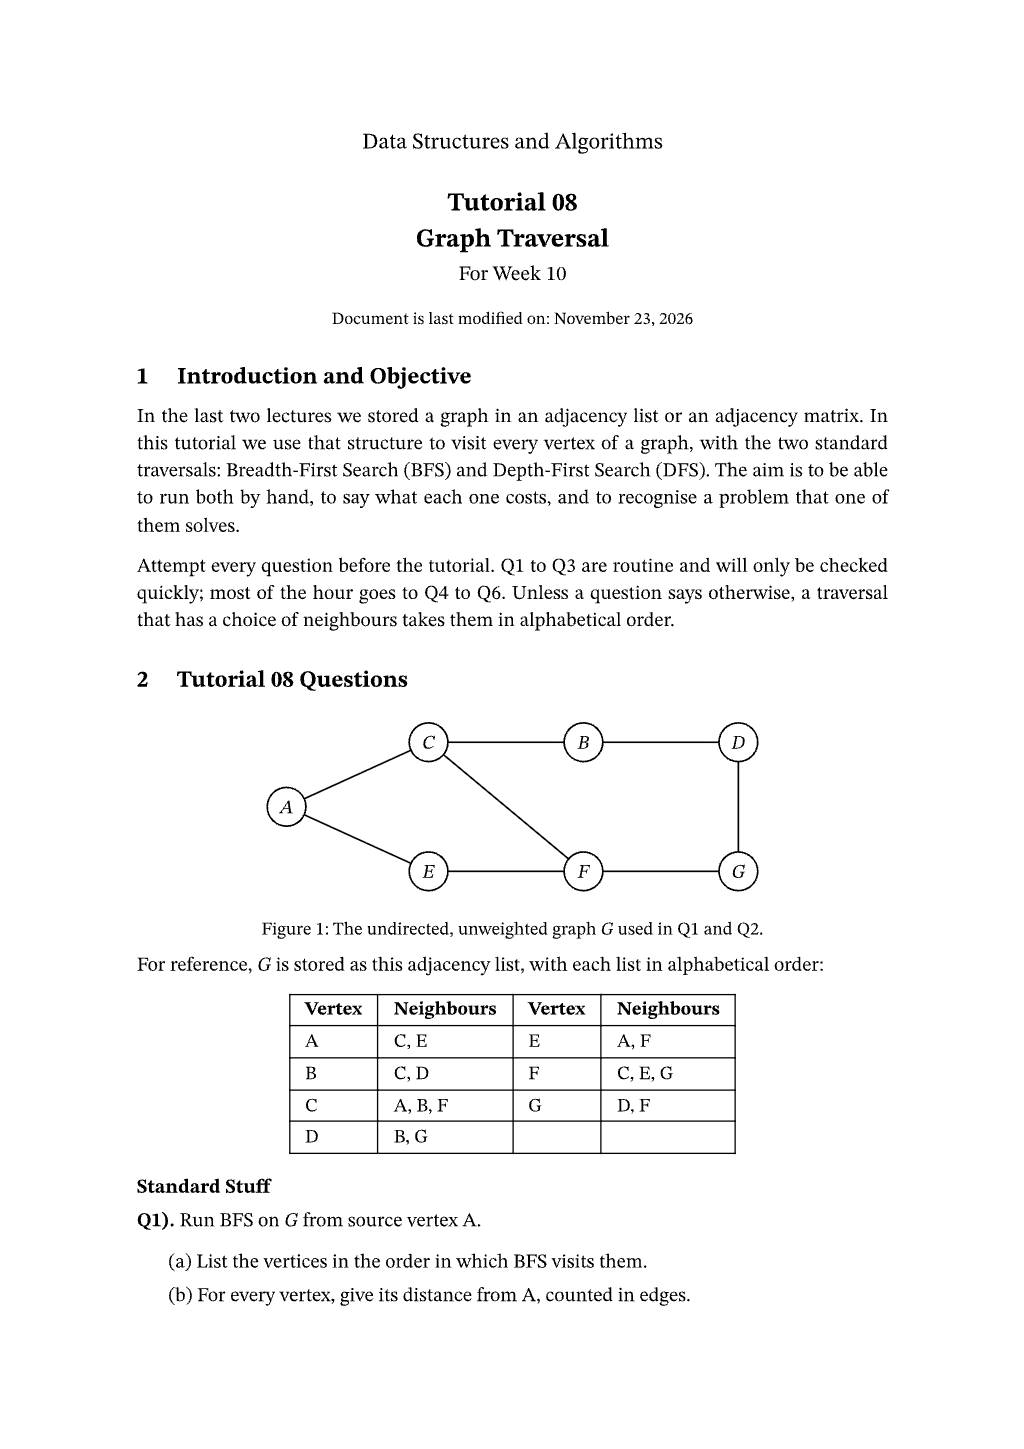 Data Structures and Algorithms
Tutorial 08
Graph Traversal
For Week 10
Document is last modified on: November 23, 2026
1 Introduction and Objective
In the last two lectures we stored a graph in an adjacency list or an adjacency matrix. In
this tutorial we use that structure to visit every vertex of a graph, with the two standard
traversals: Breadth-First Search (BFS) and Depth-First Search (DFS). The aim is to be able
to run both by hand, to say what each one costs, and to recognise a problem that one of
them solves.
Attempt every question before the tutorial. Q1 to Q3 are routine and will only be checked
quickly; most of the hour goes to Q4 to Q6. Unless a question says otherwise, a traversal
that has a choice of neighbours takes them in alphabetical order.
2 Tutorial 08 Questions
C B D
A
E F G
Figure 1: The undirected, unweighted graph G used in Q1 and Q2.
For reference, G is stored as this adjacency list, with each list in alphabetical order:
Vertex Neighbours Vertex Neighbours
A C, E E A, F
B C, D F C, E, G
C A, B, F G D, F
D B, G
Standard Stuff
Q1). Run BFS on G from source vertex A.
(a) List the vertices in the order in which BFS visits them.
(b) For every vertex, give its distance from A, counted in edges.